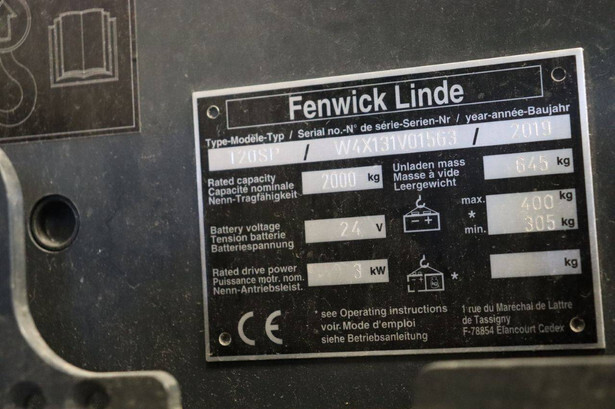 Fenwick Linde
Type-Modèle-Typ / Serial no.-N° de série-Serien-Nr / year-année-Baujahr
T20SP / W4X131V01563 / 2019
Rated capacity
Capacité nominale
Nenn-Tragfähigkeit
2000 kg
Unladen mass
Masse à vide
Leergewicht
645 kg
Battery voltage
Tension batterie
Batteriespannung
24 V
max. 400 kg
*
min. 305 kg
Rated drive power
Puissance motr. nom.
Nenn-Antriebsleist.
3 kW
*
kg
CE
* see Operating instructions
voir Mode d'emploi
siehe Betriebsanleitung
1 rue du Maréchal de Lattre
de Tassigny
F-78854 Elancourt Cedex